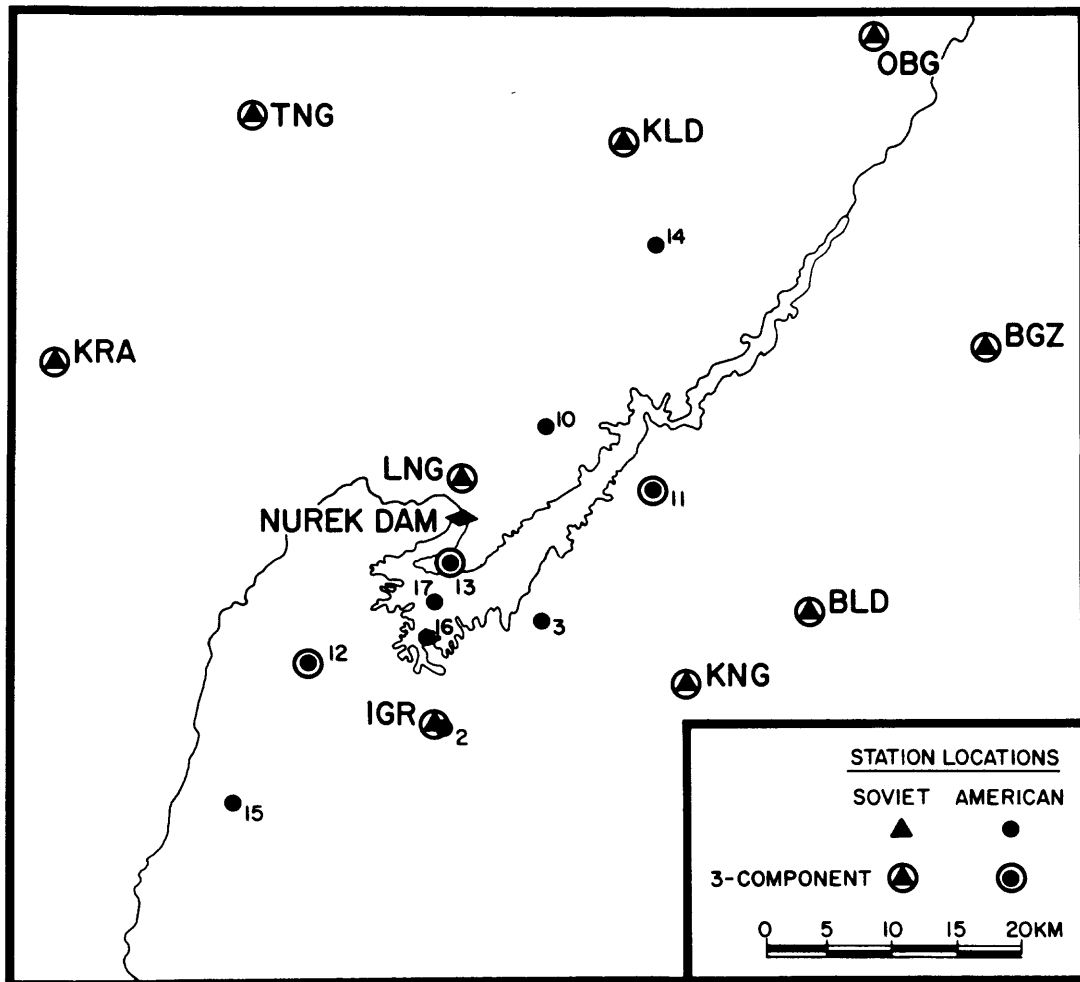 OBG
TNG
KLD
14
KRA
BGZ
10
LNG
11
NUREK DAM
13
17
BLD
3
16
12
KNG
IGR
2
15
STATION LOCATIONS
SOVIET AMERICAN
3-COMPONENT
0 5 10 15 20KM